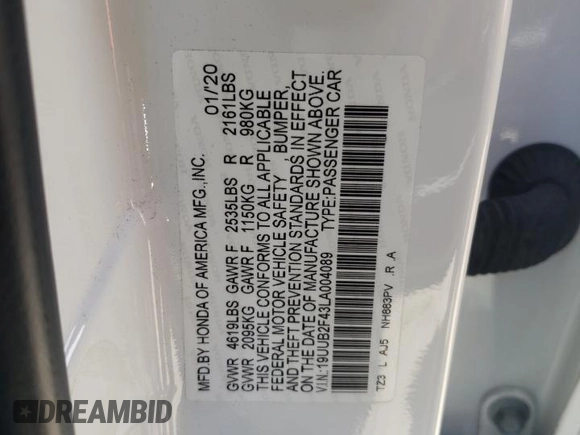 MFD.BY HONDA OF AMERICA MFG.,INC. 01/'20
GVWR 4619LBS GAWR F 2539LBS R 2161LBS
GVWR 2095KG GAWR F 1150KG R 980KG
THIS VEHICLE CONFORMS TO ALL APPLICABLE
FEDERAL MOTOR VEHICLE SAFETY , BUMPER,
AND THEFT PREVENTION STANDARDS IN EFFECT
ON THE DATE OF MANUFACTURE SHOWN ABOVE.
V.I.N.:19UUB2F43LA004089 TYPE:PASSENGER CAR
TZ3 L AJ5 NH883PV .R .A
DREAMBID